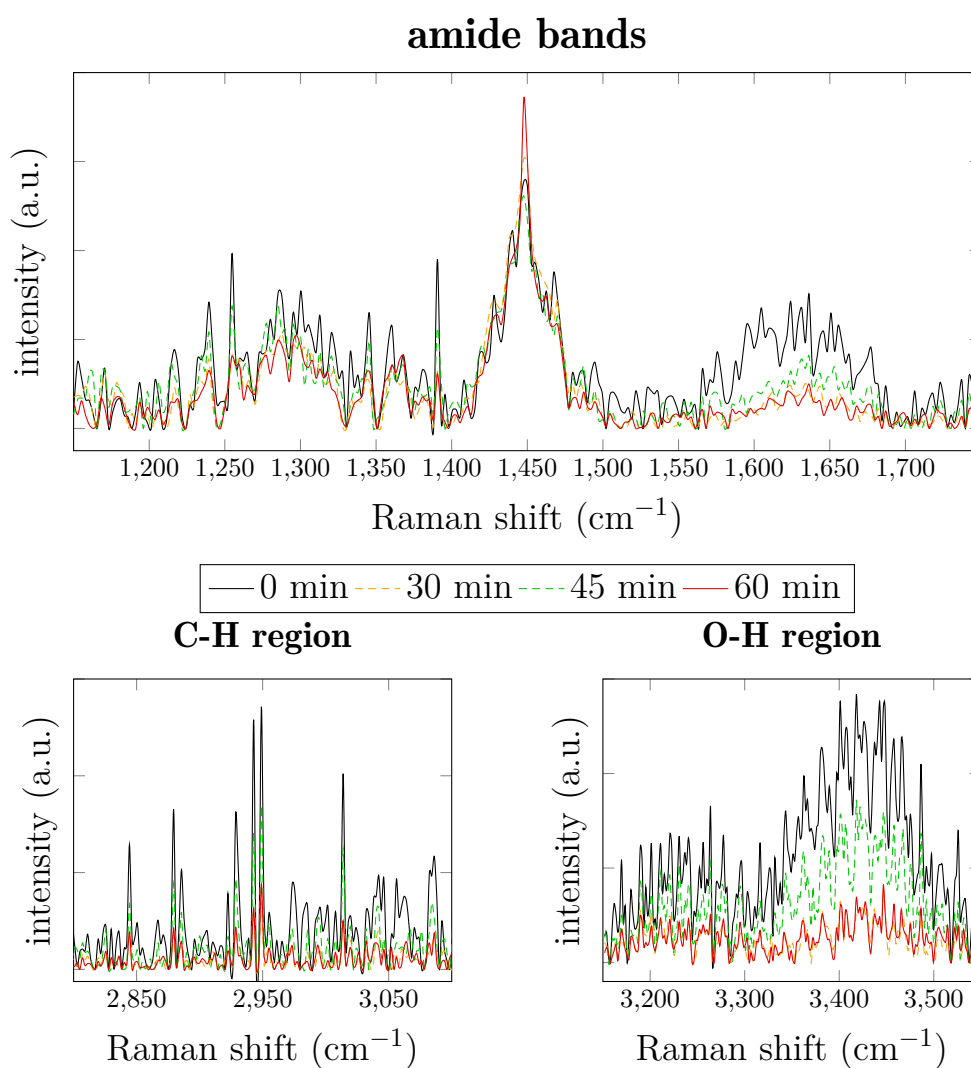 amide bands
intensity (a.u.)
1,200 1,250 1,300 1,350 1,400 1,450 1,500 1,550 1,600 1,650 1,700
Raman shift (cm⁻¹)
0 min 30 min 45 min 60 min
C-H region
intensity (a.u.)
2,850 2,950 3,050
Raman shift (cm⁻¹)
O-H region
intensity (a.u.)
3,200 3,300 3,400 3,500
Raman shift (cm⁻¹)